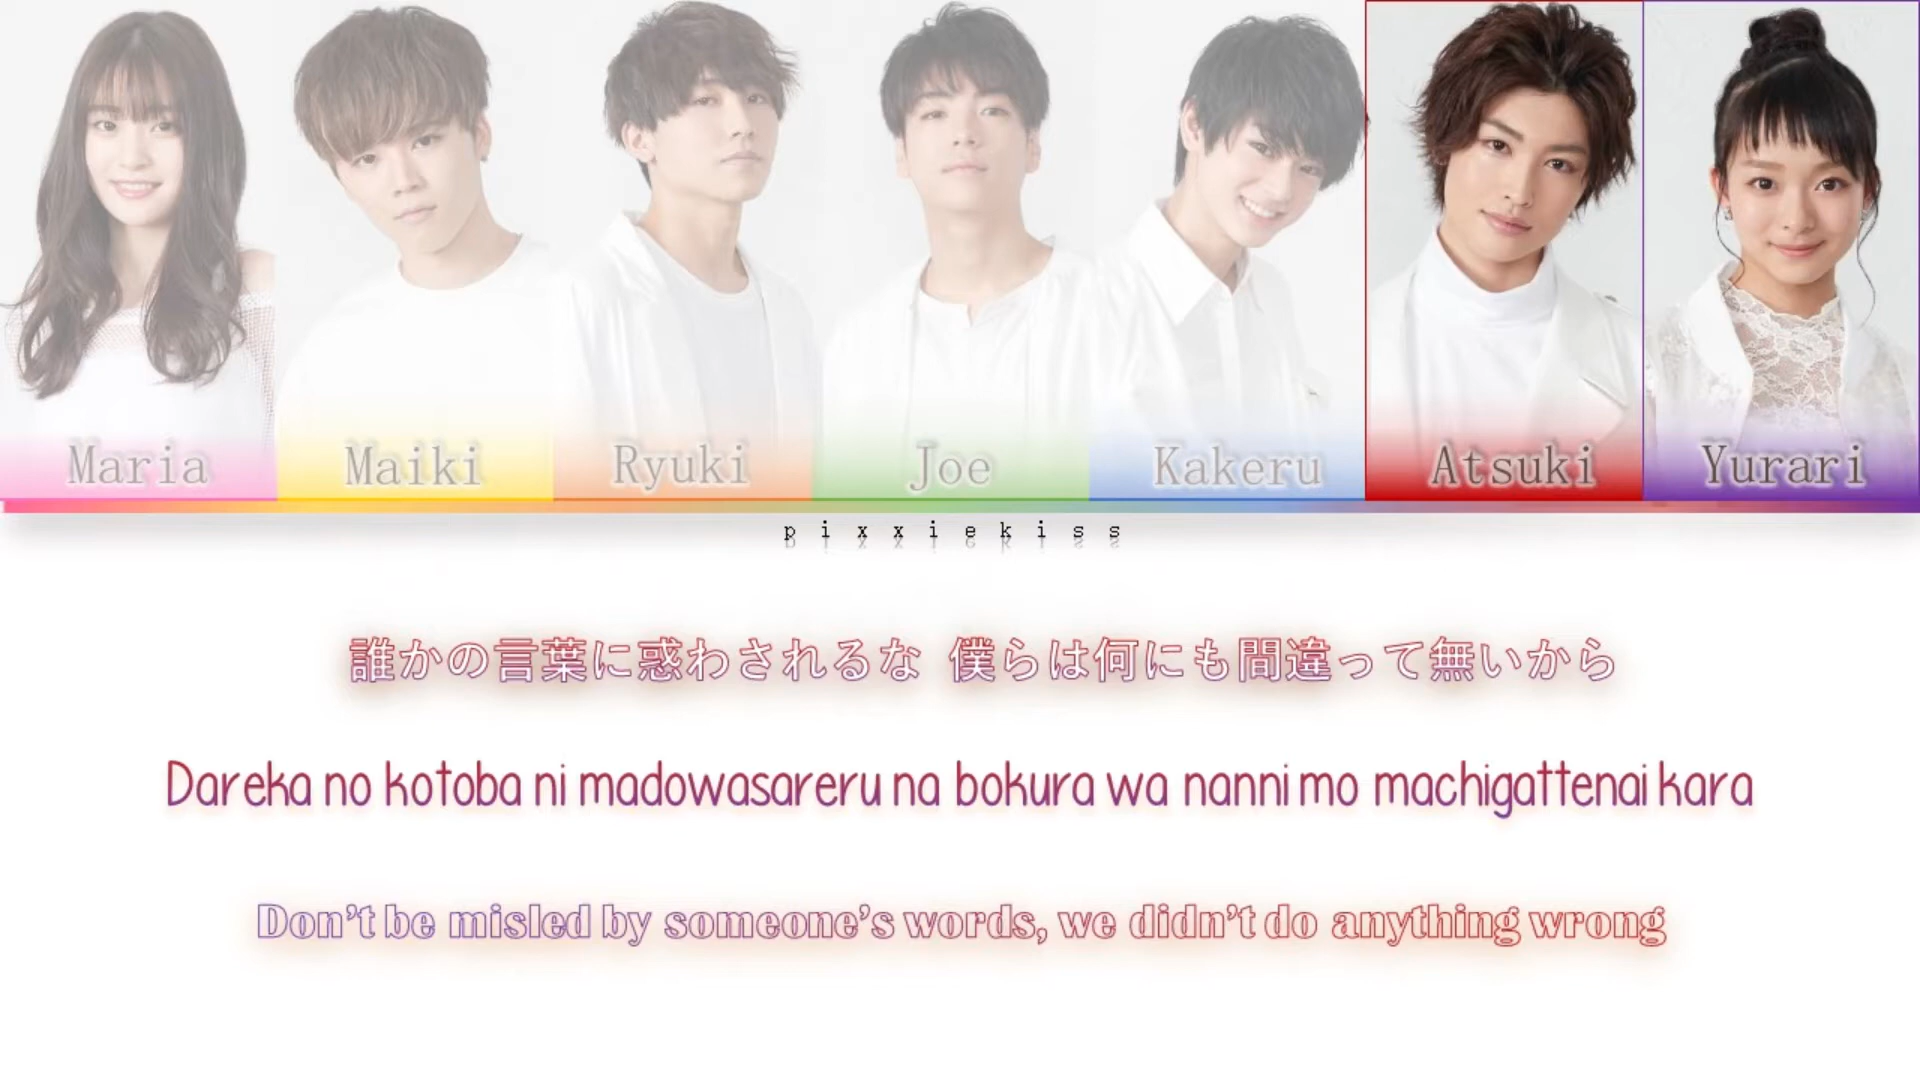 Maria Maiki Ryuki Joe Kakeru Atsuki Yurari
pixxiekiss
誰かの言葉に惑わされるな 僕らは何にも間違って無いから
Dareka no kotoba ni madowasareru na bokura wa nanni mo machigattenai kara
Don't be misled by someone's words, we didn't do anything wrong